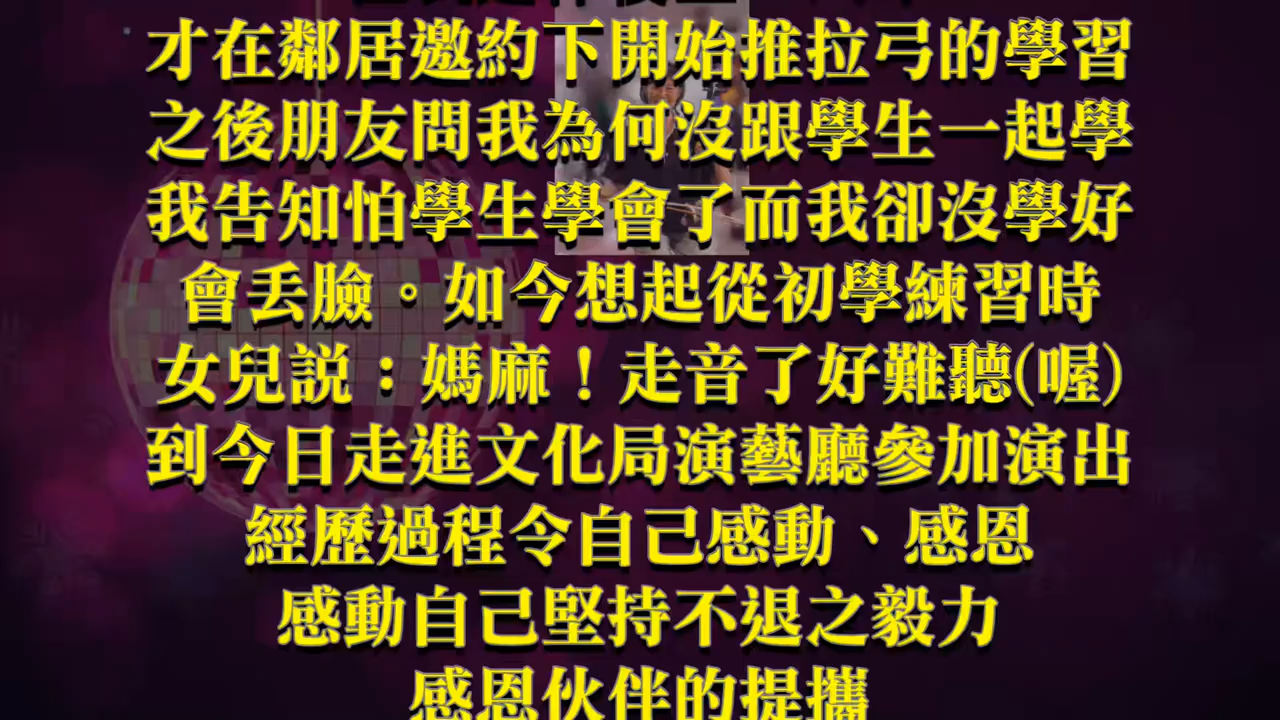 才在鄰居邀約下開始推拉弓的學習
之後朋友問我為何沒跟學生一起學
我告知怕學生學會了而我卻沒學好
會丟臉。如今想起從初學練習時
女兒説：媽麻！走音了好難聽(喔)
到今日走進文化局演藝廳參加演出
經歷過程令自己感動、感恩
感動自己堅持不退之毅力
感恩伙伴的提攜